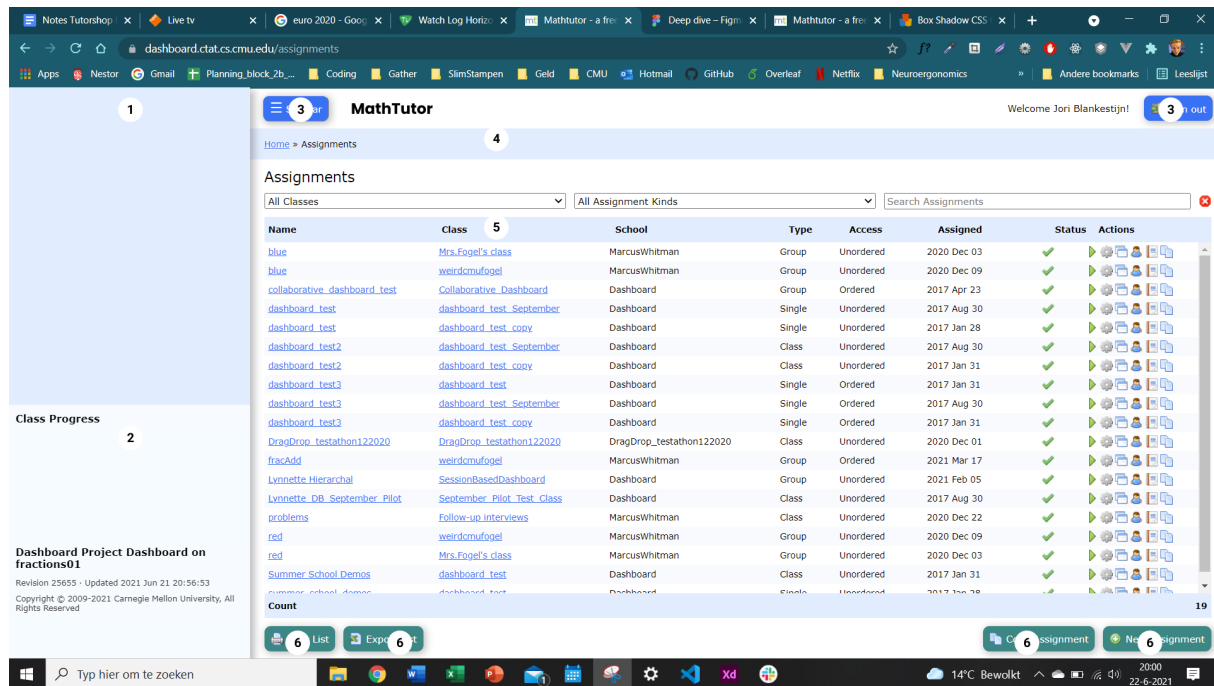 Notes Tutorshop
Live tv
euro 2020 - Goog
Watch Log Horizo
Mathtutor - a free
Deep dive – Figm
Mathtutor - a free
Box Shadow CSS
dashboard.ctat.cs.cmu.edu/assignments
Apps Nestor Gmail Planning_block_2b_... Coding Gather SlimStampen Geld CMU Hotmail GitHub Overleaf Netflix Neuroergonomics » Andere bookmarks Leeslijst
1
3
MathTutor
Welcome Jori Blankestijn!
3 out
Home » Assignments
4
Assignments
All Classes
All Assignment Kinds
Search Assignments
Name Class 5 School Type Access Assigned Status Actions
blue Mrs.Fogel's class MarcusWhitman Group Unordered 2020 Dec 03
blue weirdcmufogel MarcusWhitman Group Unordered 2020 Dec 09
collaborative_dashboard_test Collaborative_Dashboard Dashboard Group Ordered 2017 Apr 23
dashboard_test dashboard_test_September Dashboard Single Unordered 2017 Aug 30
dashboard_test dashboard_test_copy Dashboard Single Unordered 2017 Jan 28
dashboard_test2 dashboard_test_September Dashboard Class Unordered 2017 Aug 30
dashboard_test2 dashboard_test_copy Dashboard Class Unordered 2017 Jan 31
dashboard_test3 dashboard_test Dashboard Single Ordered 2017 Jan 31
dashboard_test3 dashboard_test_September Dashboard Single Ordered 2017 Aug 30
dashboard_test3 dashboard_test_copy Dashboard Single Ordered 2017 Jan 31
DragDrop_testathon122020 DragDrop_testathon122020 DragDrop_testathon122020 Class Unordered 2020 Dec 01
fracAdd weirdcmufogel MarcusWhitman Group Ordered 2021 Mar 17
Lynnette Hierarchal SessionBasedDashboard Dashboard Group Unordered 2021 Feb 05
Lynnette_DB_September_Pilot September_Pilot_Test_Class Dashboard Class Unordered 2017 Aug 30
problems Follow-up interviews MarcusWhitman Class Unordered 2020 Dec 22
red weirdcmufogel MarcusWhitman Group Unordered 2020 Dec 09
red Mrs.Fogel's class MarcusWhitman Group Unordered 2020 Dec 03
Summer School Demos dashboard_test Dashboard Class Unordered 2017 Jan 31
summer_school_demos dashboard_test Dashboard Single Unordered 2017 Jan 28
Count 19
6 List
6
6 ssignment
6 signment
Class Progress
2
Dashboard Project Dashboard on
fractions01
Revision 25655 · Updated 2021 Jun 21 20:56:53
Copyright © 2009-2021 Carnegie Mellon University, All
Rights Reserved
Typ hier om te zoeken
14°C Bewolkt
20:00
22-6-2021